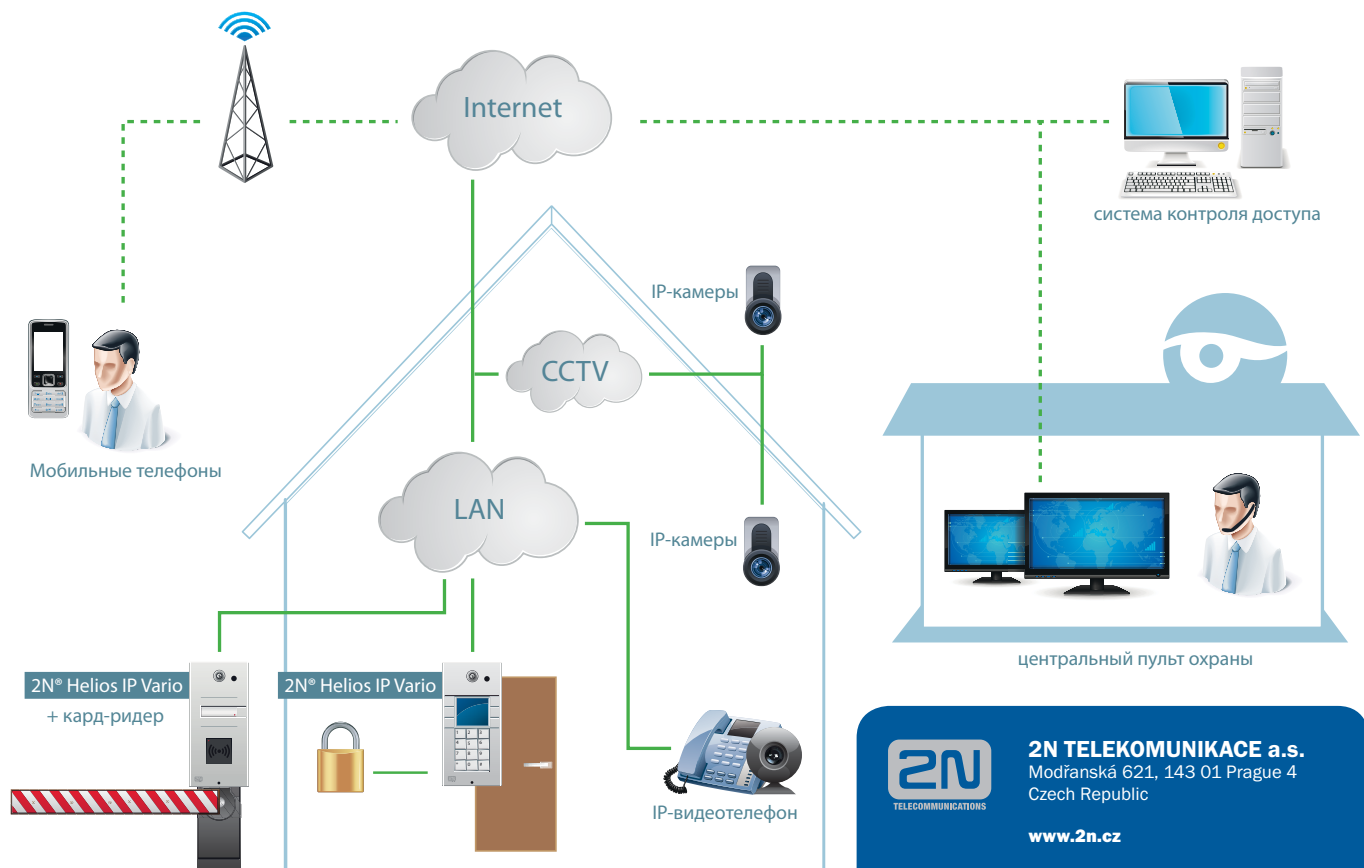 Internet
система контроля доступа
IP-камеры
CCTV
Мобильные телефоны
LAN
IP-камеры
центральный пульт охраны
2N® Helios IP Vario
+ кард-ридер
2N® Helios IP Vario
IP-видеотелефон
2N
TELECOMMUNICATIONS
2N TELEKOMUNIKACE a.s.
Modřanská 621, 143 01 Prague 4
Czech Republic
www.2n.cz